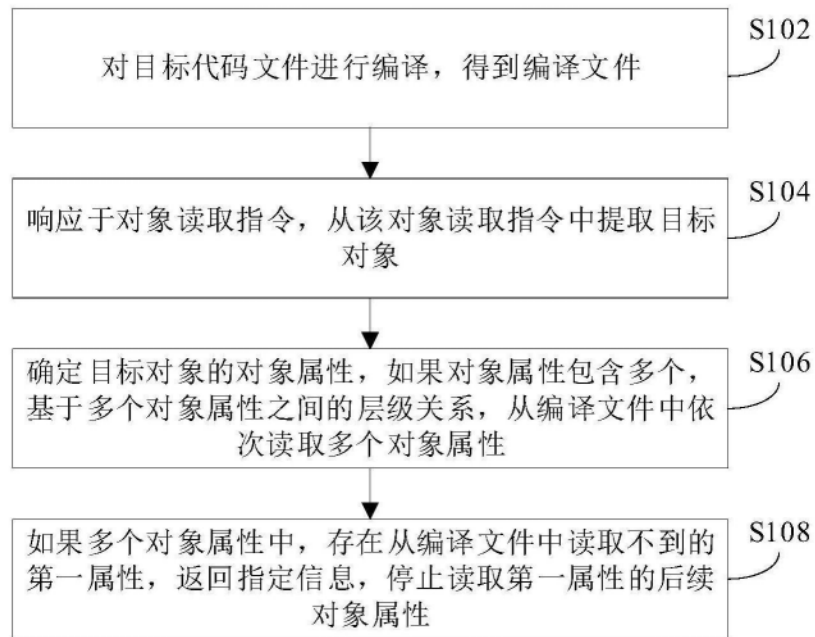 S102
对目标代码文件进行编译，得到编译文件
S104
响应于对象读取指令，从该对象读取指令中提取目标
对象
S106
确定目标对象的对象属性，如果对象属性包含多个，
基于多个对象属性之间的层级关系，从编译文件中依
次读取多个对象属性
S108
如果多个对象属性中，存在从编译文件中读取不到的
第一属性，返回指定信息，停止读取第一属性的后续
对象属性